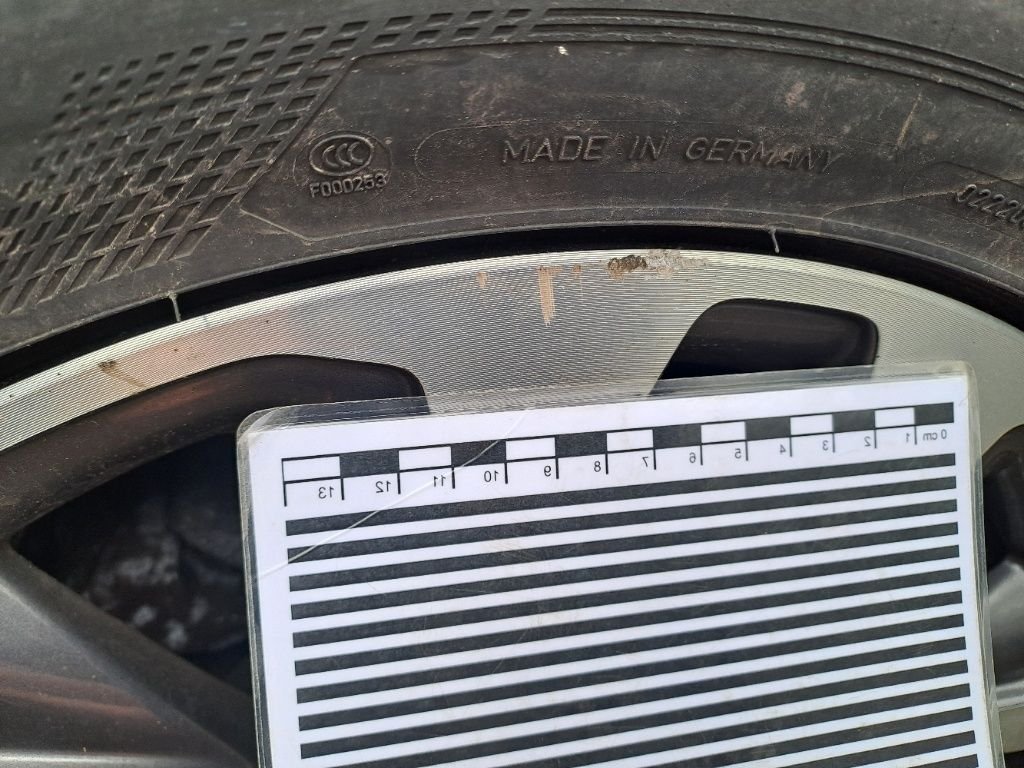 CCC
F000253
MADE IN GERMANY
0 cm 1 2 3 4 5 6 7 8 9 10 11 12 13